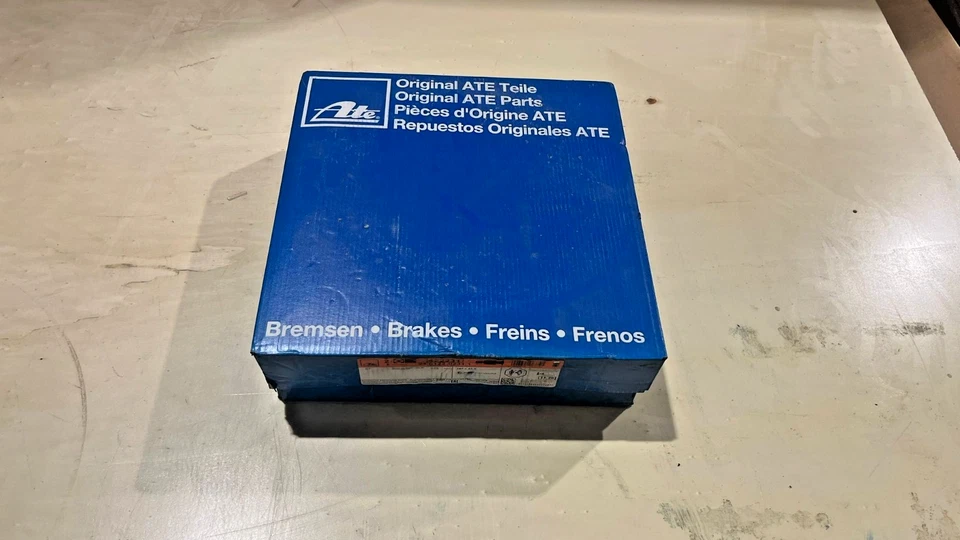 Ate
Original ATE Teile
Original ATE Parts
Pièces d'Origine ATE
Repuestos Originales ATE
Bremsen • Brakes • Freins • Frenos